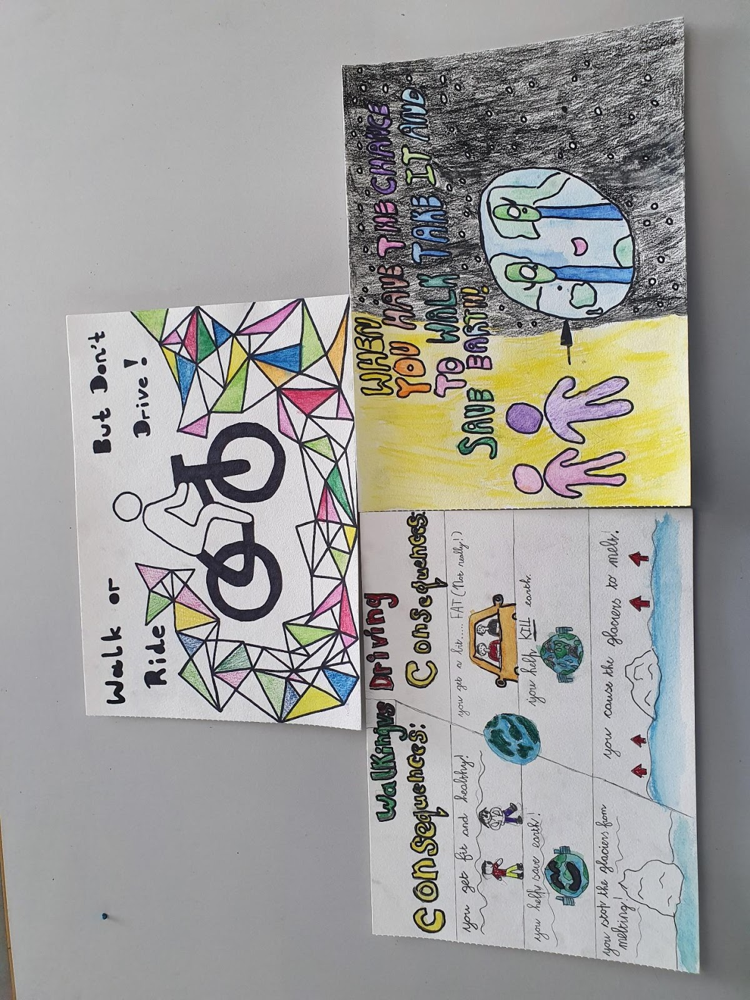 Walk or
Ride
But Don't
Drive!
WaLKing vs Driving
Consequences: Consequences:
you get fit and healthy!
you get a bit..... FAT (Not really!)
you help save earth!
you help KILL earth.
you stop the glaciers from
melting!
you cause the glaciers to melt!
WHEN
YOU HAVE THE CHANCE
TO WALK TAKE IT AND
SAVE EARTH!